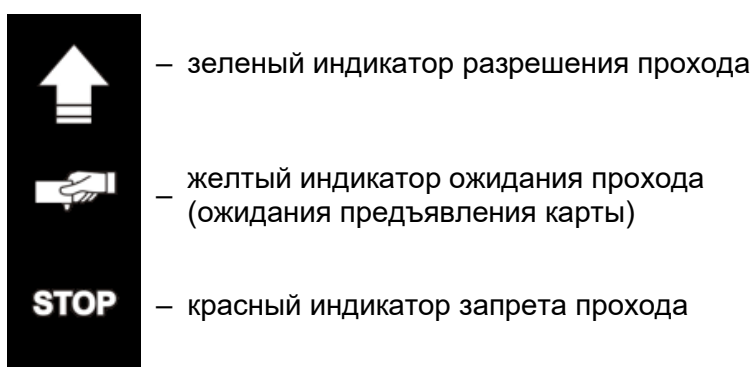 – зеленый индикатор разрешения прохода
– желтый индикатор ожидания прохода
(ожидания предъявления карты)
STOP – красный индикатор запрета прохода